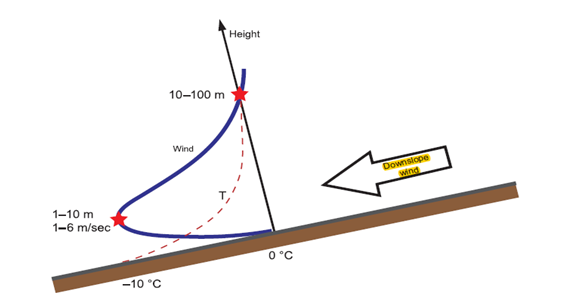 Height
10–100 m
Wind
Downslope
wind
T
1–10 m
1–6 m/sec
0 °C
–10 °C